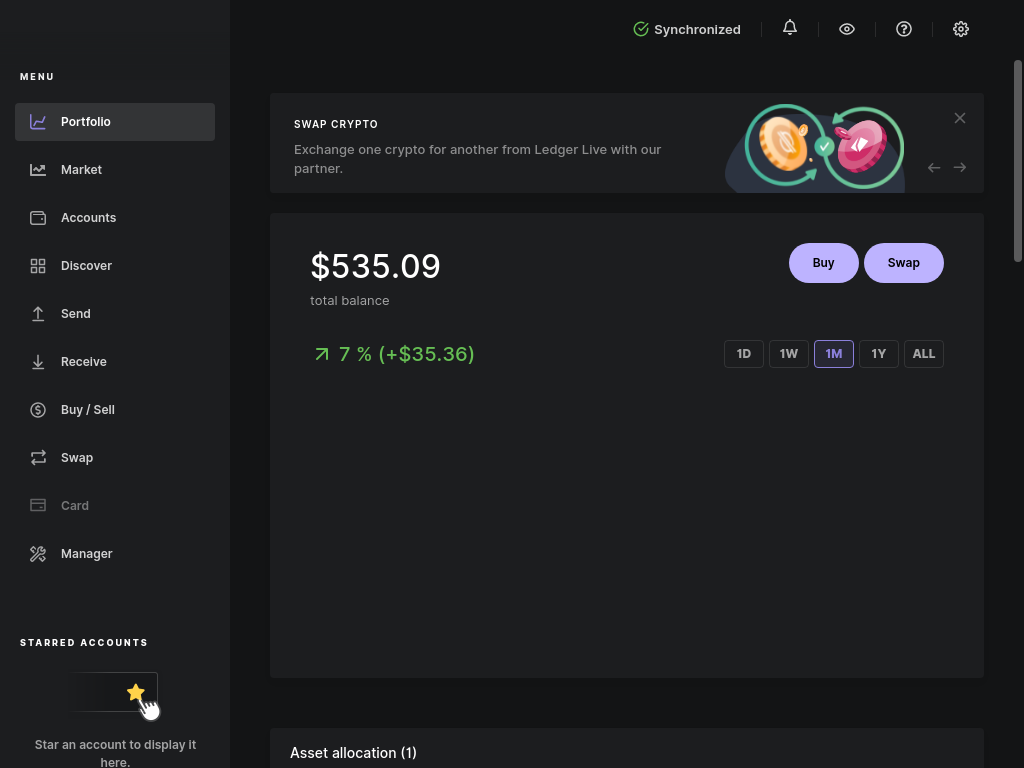 Synchronized
MENU
Portfolio
Market
Accounts
Discover
Send
Receive
Buy / Sell
Swap
Card
Manager
STARRED ACCOUNTS
Star an account to display it
here.
SWAP CRYPTO
Exchange one crypto for another from Ledger Live with our
partner.
$535.09
total balance
Buy
Swap
7 % (+$35.36)
1D
1W
1M
1Y
ALL
Asset allocation (1)